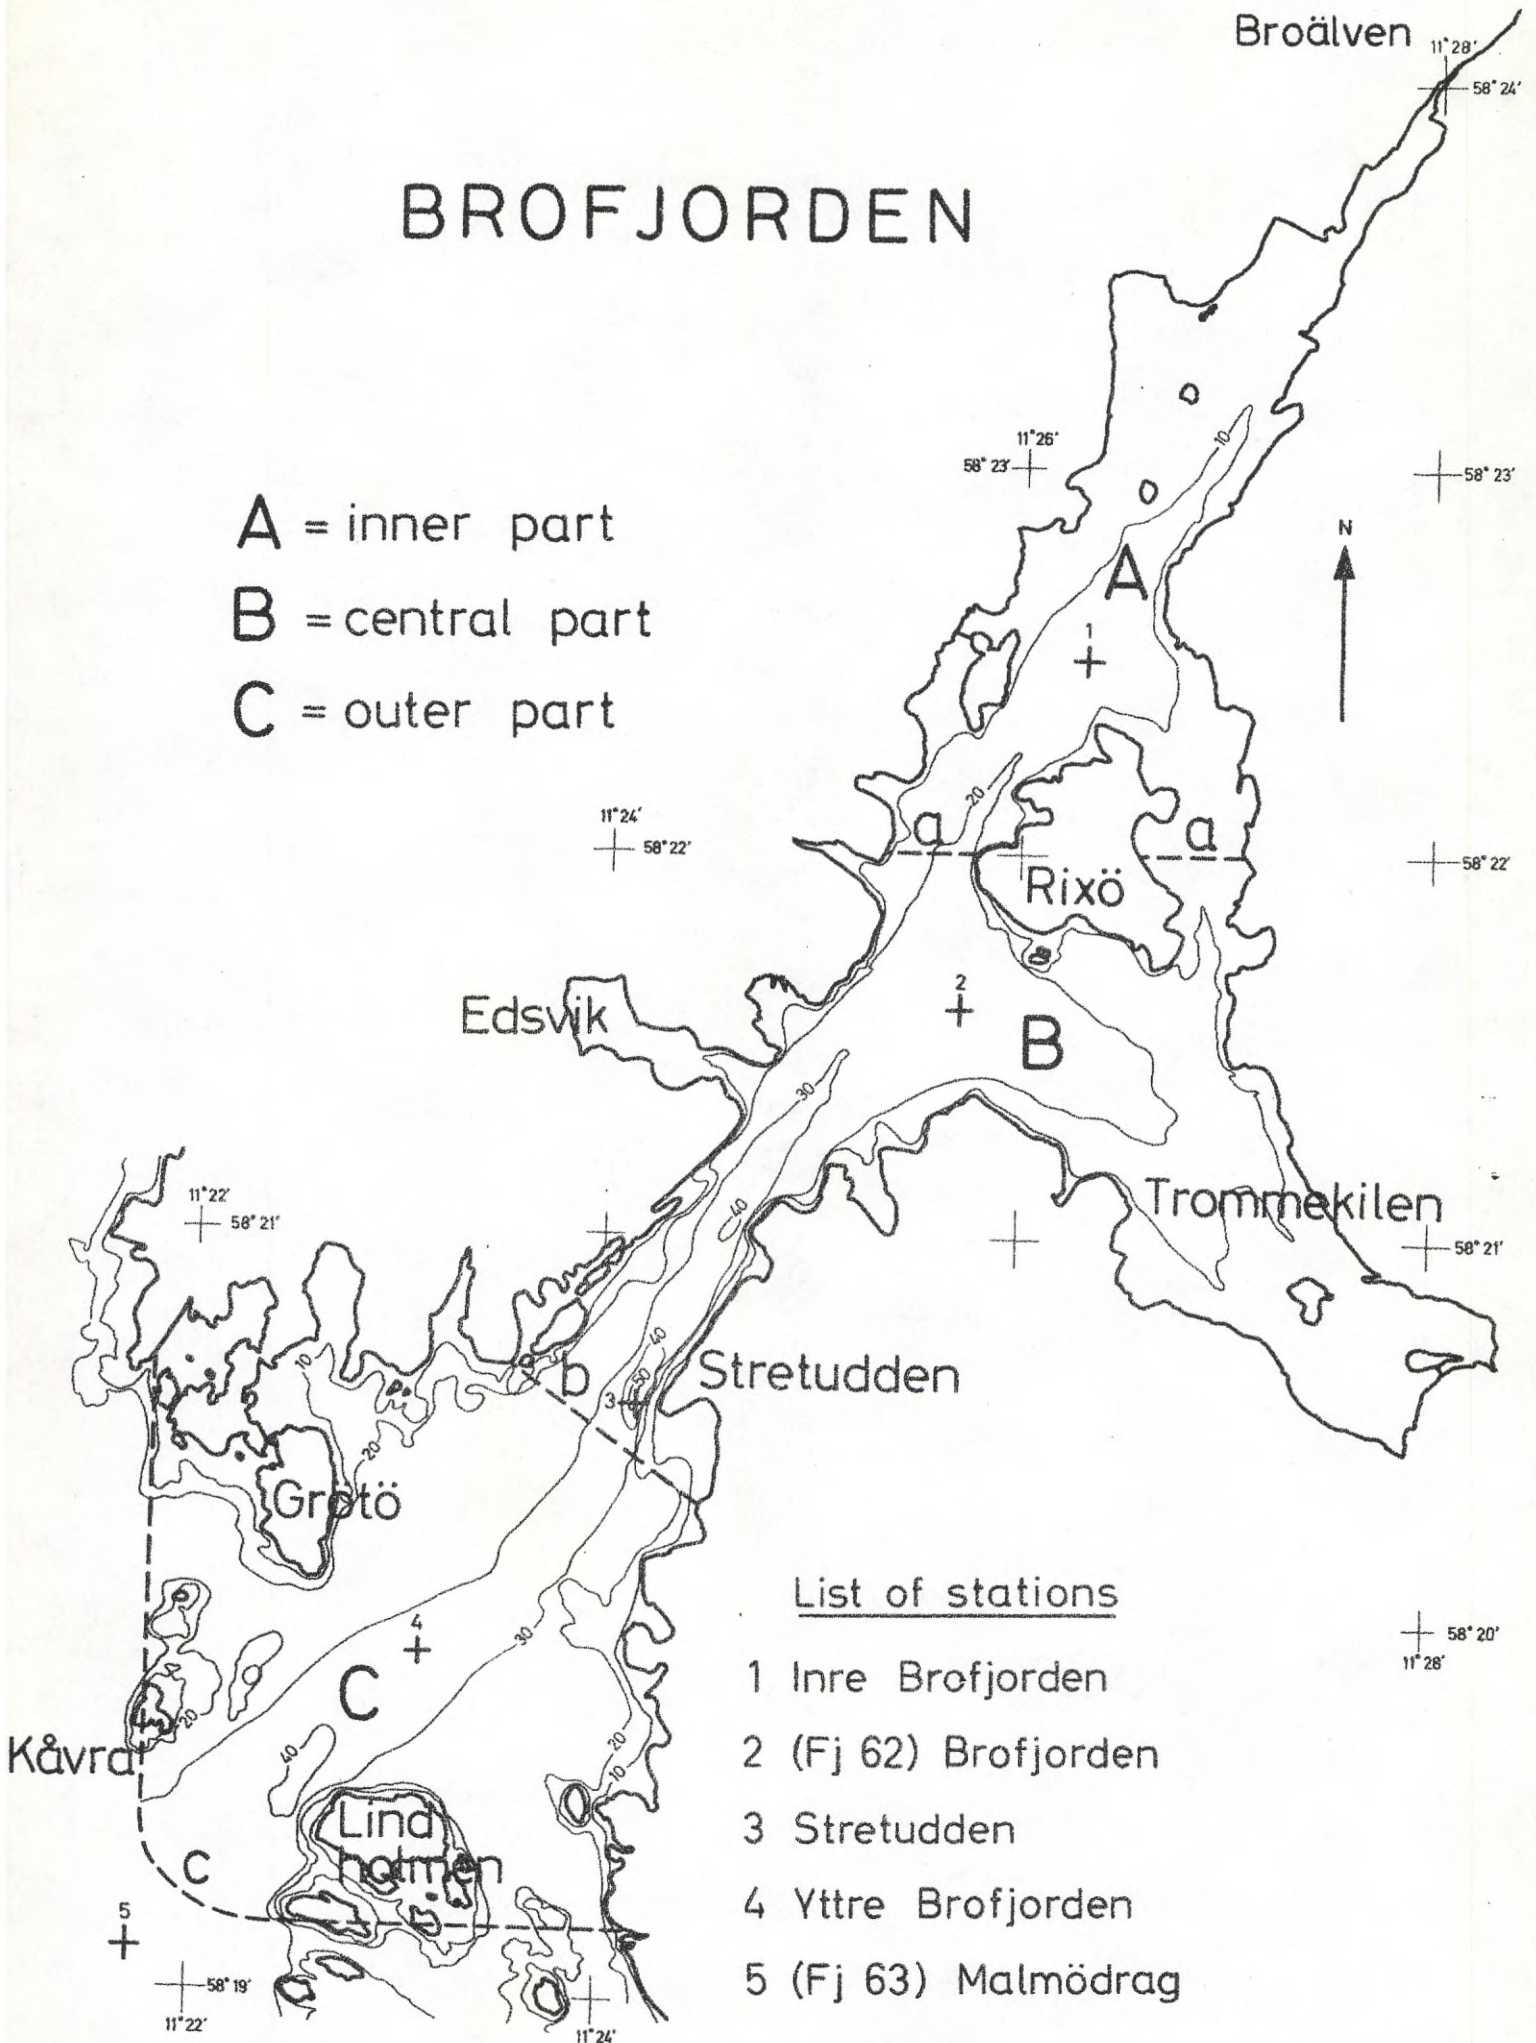 Broälven
11°28'
58°24'
BROFJORDEN
11°26'
58°23'
58°23'
10
N
A = inner part
B = central part
C = outer part
A
1
20
11°24'
58°22'
a
a
58°22'
Rixö
Edsvik
2
B
30
11°22'
58°21'
40
Trommekilen
58°21'
10
40
b
50
3
Stretudden
20
Grötö
4
30
C
20
Kåvra
40
20
10
Lind
holmen
c
5
58°19'
11°22'
11°24'
58°20'
11°28'
List of stations
1 Inre Brofjorden
2 (Fj 62) Brofjorden
3 Stretudden
4 Yttre Brofjorden
5 (Fj 63) Malmödrag